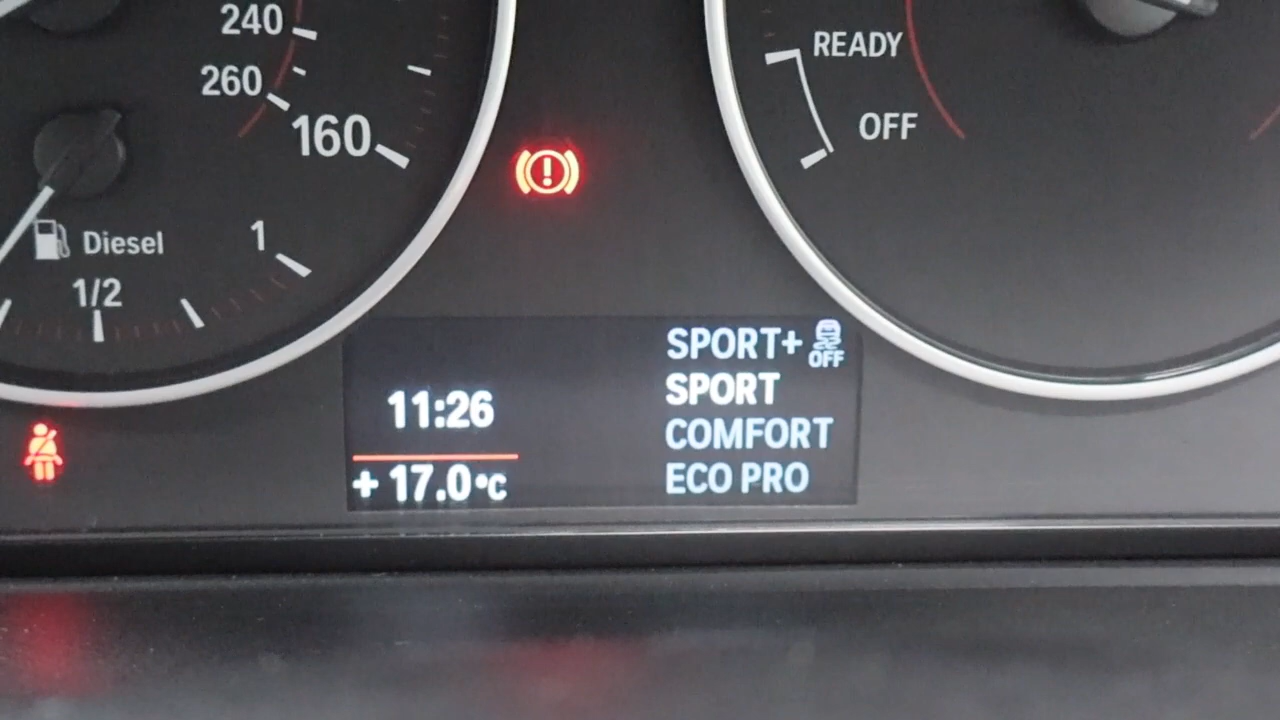 240
260
160
Diesel
1
1/2
READY
OFF
SPORT+
OFF
SPORT
COMFORT
ECO PRO
11:26
+ 17.0°C